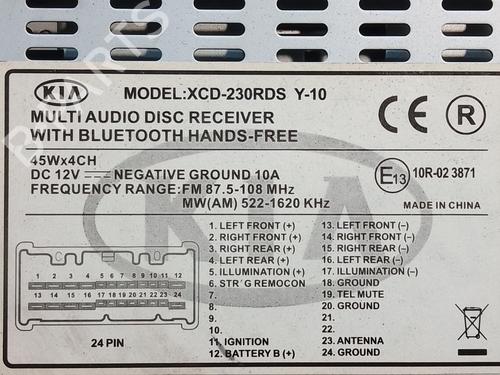 KIA
MODEL:XCD-230RDS Y-10
MULTI AUDIO DISC RECEIVER
WITH BLUETOOTH HANDS-FREE
45Wx4CH
DC 12V NEGATIVE GROUND 10A
FREQUENCY RANGE:FM 87.5-108 MHz
MW(AM) 522-1620 KHz
CE R
E13 10R-02 3871
MADE IN CHINA
KIA
1 2 3 4 5 6 7 8 9 10 11 12
13 14 15 16 17 18 19 20 21 22 23 24
24 PIN
1. LEFT FRONT (+)
2. RIGHT FRONT (+)
3. RIGHT REAR (+)
4. LEFT REAR (+)
5. ILLUMINATION (+)
6. STR'G REMOCON
7.
8.
9.
10.
11. IGNITION
12. BATTERY B (+)
13. LEFT FRONT (–)
14. RIGHT FRONT (–)
15. RIGHT REAR (–)
16. LEFT REAR (–)
17. ILLUMINATION (–)
18. GROUND
19. TEL MUTE
20. GROUND
21.
22.
23. ANTENNA
24. GROUND